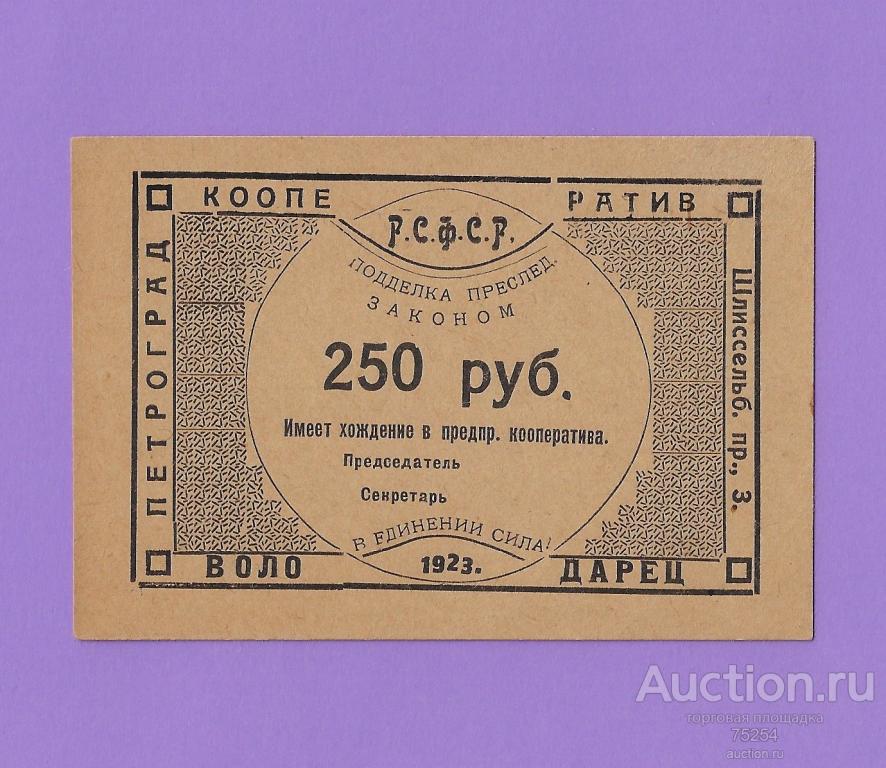 КООПЕ РАТИВ
Р.С.Ф.С.Р.
ПЕТРОГРАД
Шлиссельб. пр., 3.
ПОДДЕЛКА ПРЕСЛЕД.
ЗАКОНОМ
250 руб.
Имеет хождение в предпр. кооператива.
Председатель
Секретарь
В ЕДИНЕНИИ СИЛА!
1923.
ВОЛО ДАРЕЦ
Auction.ru
торговая площадка
75254
auction.ru